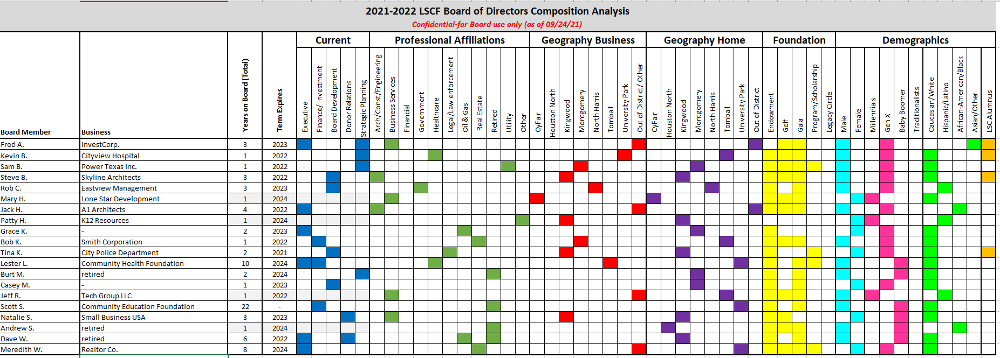 2021-2022 LSCF Board of Directors Composition Analysis
Confidential-for Board use only (as of 09/24/21)
Current Professional Affiliations Geography Business Geography Home Foundation Demographics
Board Member
Business
Years on Board (Total)
Term Expires
Executive
Finance/ Investment
Board Development
Donor Relations
Strategic Planning
Arch/Const/Engineering
Business Services
Financial
Government
Healthcare
Legal/Law enforcement
Oil & Gas
Real Estate
Retired
Utility
Other
CyFair
Houston North
Kingwood
Montgomery
North Harris
Tomball
University Park
Out of District/ Other
CyFair
Houston North
Kingwood
Montgomery
North Harris
Tomball
University Park
Out of District
Endowment
Golf
Gala
Program/Scholarship
Legacy Circle
Male
Female
Millennials
Gen X
Baby Boomer
Traditionalists
Caucasian/White
Hispanic/Latino
African-American/Black
Asian/Other
LSC Alumnus
Fred A. InvestCorp. 3 2023
Kevin B. Cityview Hospital 1 2022
Sam B. Power Texas Inc. 1 2022
Steve B. Skyline Architects 3 2022
Rob C. Eastview Management 3 2023
Mary H. Lone Star Development 1 2024
Jack H. A1 Architects 4 2022
Patty H. K12 Resources 1 2024
Grace K. - 2 2023
Bob K. Smith Corporation 1 2022
Tina K. City Police Department 2 2021
Lester L. Community Health Foundation 10 2024
Burt M. retired 2 2024
Casey M. - 1 2023
Jeff R. Tech Group LLC 1 2022
Scott S. Community Education Foundation 22 -
Natalie S. Small Business USA 3 2023
Andrew S. retired 1 2024
Dave W. retired 6 2022
Meredith W. Realtor Co. 8 2024